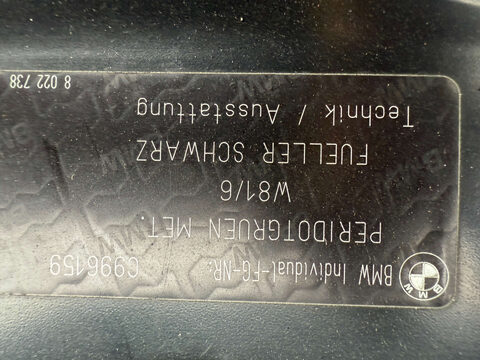 BMW Individual-FG-NR. C996159
PERIDOTGRUEN MET.
W81/6
FUELLER SCHWARZ
Technik / Ausstattung
8 022 738